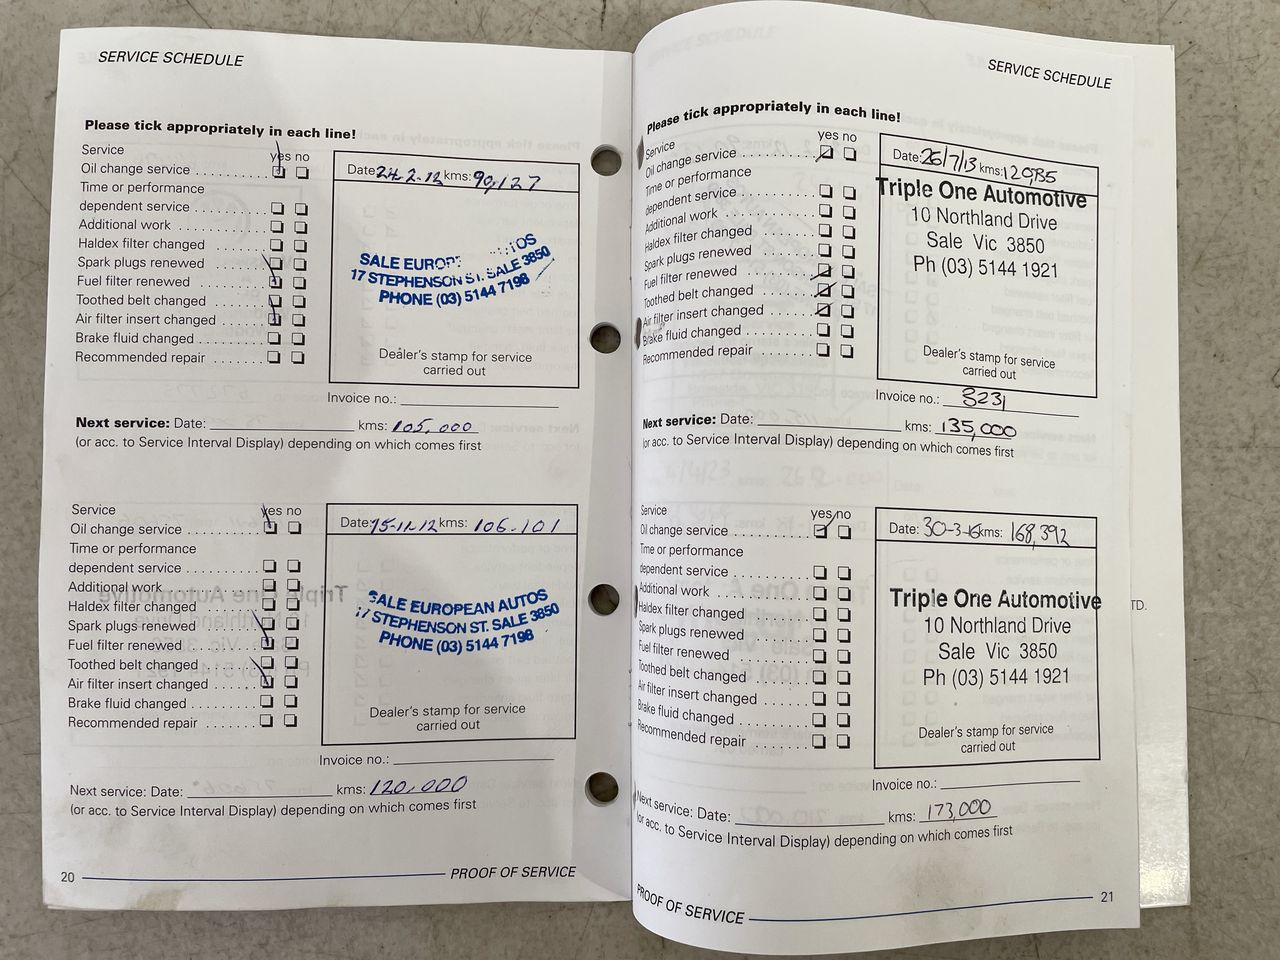 SERVICE SCHEDULE
Please tick appropriately in each line!
Service
yes no
Oil change service
Time or performance
dependent service
Additional work
Haldex filter changed
Spark plugs renewed
Fuel filter renewed
Toothed belt changed
Air filter insert changed
Brake fluid changed
Recommended repair
Date: 24-2-12 kms: 90,127
SALE EUROP
17 STEPHENSON ST. SALE 3850
PHONE (03) 5144 7198
Dealer's stamp for service
carried out
Invoice no.:
Next service: Date: kms: 105,000
(or acc. to Service Interval Display) depending on which comes first
Service
yes no
Oil change service
Time or performance
dependent service
Additional work
Haldex filter changed
Spark plugs renewed
Fuel filter renewed
Toothed belt changed
Air filter insert changed
Brake fluid changed
Recommended repair
Date: 15-11-12 kms: 106-101
SALE EUROPEAN AUTOS
17 STEPHENSON ST. SALE 3850
PHONE (03) 5144 7198
Dealer's stamp for service
carried out
Invoice no.:
Next service: Date: kms: 120,000
(or acc. to Service Interval Display) depending on which comes first
20 PROOF OF SERVICE
SERVICE SCHEDULE
Please tick appropriately in each line!
Service
yes no
Oil change service
Time or performance
dependent service
Additional work
Haldex filter changed
Spark plugs renewed
Fuel filter renewed
Toothed belt changed
Air filter insert changed
Brake fluid changed
Recommended repair
Date: 26/7/13 kms:
Triple One Automotive
10 Northland Drive
Sale Vic 3850
Ph (03) 5144 1921
Dealer's stamp for service
carried out
Invoice no.:
Next service: Date: kms: 135,000
(or acc. to Service Interval Display) depending on which comes first
Service
yes no
Oil change service
Time or performance
dependent service
Additional work
Haldex filter changed
Spark plugs renewed
Fuel filter renewed
Toothed belt changed
Air filter insert changed
Brake fluid changed
Recommended repair
Date: 30-3-16 kms: 168,392
Triple One Automotive
10 Northland Drive
Sale Vic 3850
Ph (03) 5144 1921
Dealer's stamp for service
carried out
Invoice no.:
Next service: Date: kms: 173,000
(or acc. to Service Interval Display) depending on which comes first
PROOF OF SERVICE 21
TD.